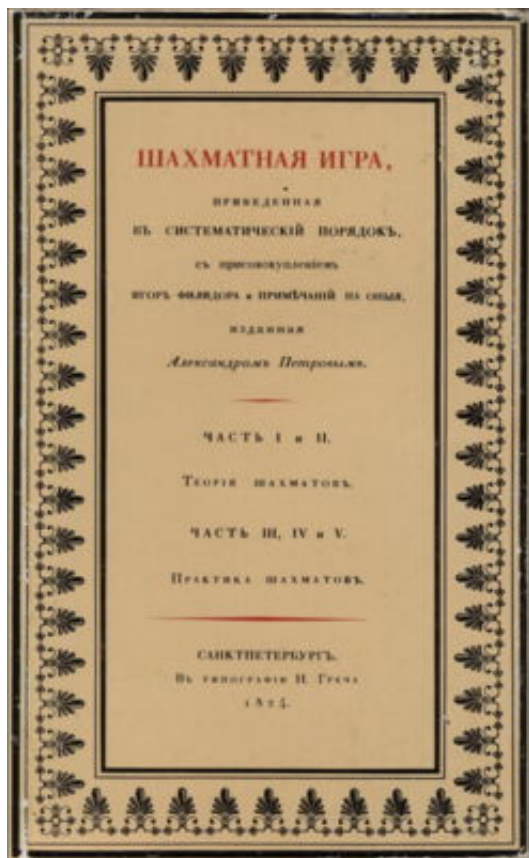 ШАХМАТНАЯ ИГРА,
ПРИВЕДЕННАЯ
ВЪ СИСТЕМАТИЧЕСКІЙ ПОРЯДОКЪ,
съ присовокупленіемъ
ИГОРЪ ФИЛИДОРА и ПРИМѢЧАНІЙ НА ОНЫЯ,
изданная
Александромъ Петровымъ.
ЧАСТЬ I и II.
Теорія шахматовъ.
ЧАСТЬ III, IV и V.
Практика шахматовъ.
САНКТПЕТЕРБУРГЪ.
Въ типографіи Н. Греча
1824.